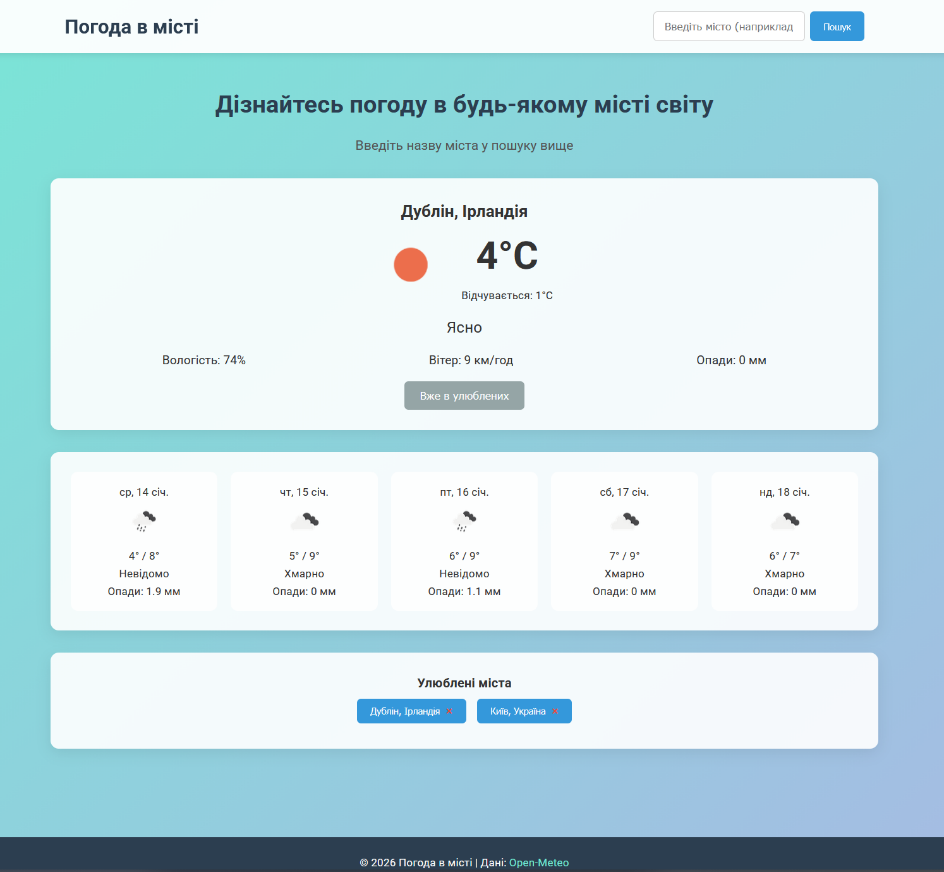 Погода в місті
Введіть місто (наприклад
Пошук
Дізнайтесь погоду в будь-якому місті світу
Введіть назву міста у пошуку вище
Дублін, Ірландія
4°C
Відчувається: 1°C
Ясно
Вологість: 74%
Вітер: 9 км/год
Опади: 0 мм
Вже в улюблених
ср, 14 січ.
4° / 8°
Невідомо
Опади: 1.9 мм
чт, 15 січ.
5° / 9°
Хмарно
Опади: 0 мм
пт, 16 січ.
6° / 9°
Невідомо
Опади: 1.1 мм
сб, 17 січ.
7° / 9°
Хмарно
Опади: 0 мм
нд, 18 січ.
6° / 7°
Хмарно
Опади: 0 мм
Улюблені міста
Дублін, Ірландія ×
Київ, Україна ×
© 2026 Погода в місті | Дані: Open-Meteo